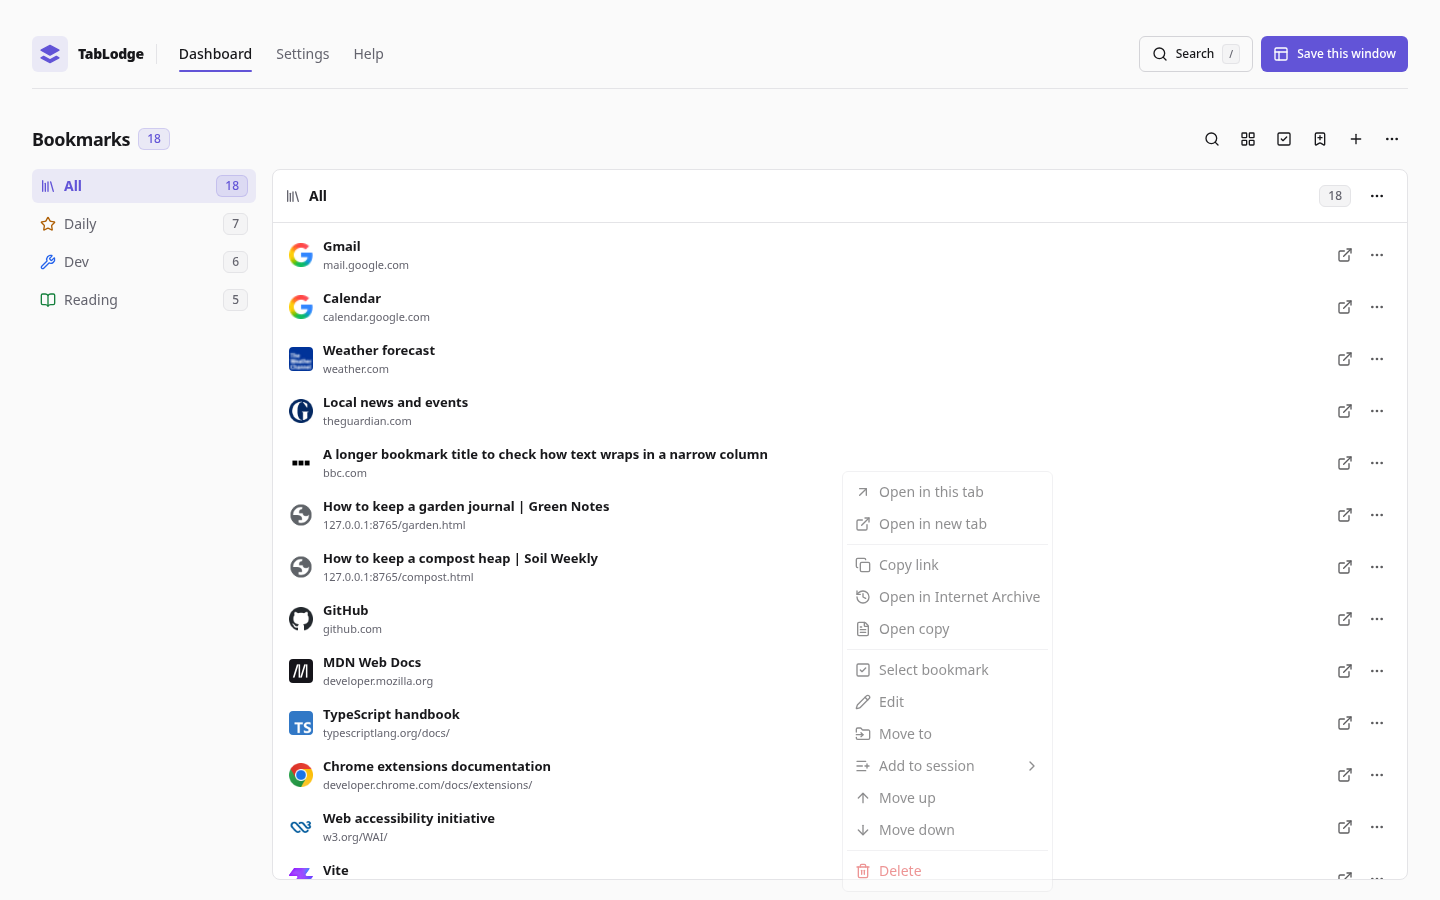 TabLodge
Dashboard
Settings
Help
Search /
Save this window
Bookmarks 18
All 18
Daily 7
Dev 6
Reading 5
All 18
Gmail
mail.google.com
Calendar
calendar.google.com
The Weather Channel
Weather forecast
weather.com
Local news and events
theguardian.com
A longer bookmark title to check how text wraps in a narrow column
bbc.com
How to keep a garden journal | Green Notes
127.0.0.1:8765/garden.html
How to keep a compost heap | Soil Weekly
127.0.0.1:8765/compost.html
GitHub
github.com
MDN Web Docs
developer.mozilla.org
TS
TypeScript handbook
typescriptlang.org/docs/
Chrome extensions documentation
developer.chrome.com/docs/extensions/
Web accessibility initiative
w3.org/WAI/
Vite
Open in this tab
Open in new tab
Copy link
Open in Internet Archive
Open copy
Select bookmark
Edit
Move to
Add to session
Move up
Move down
Delete